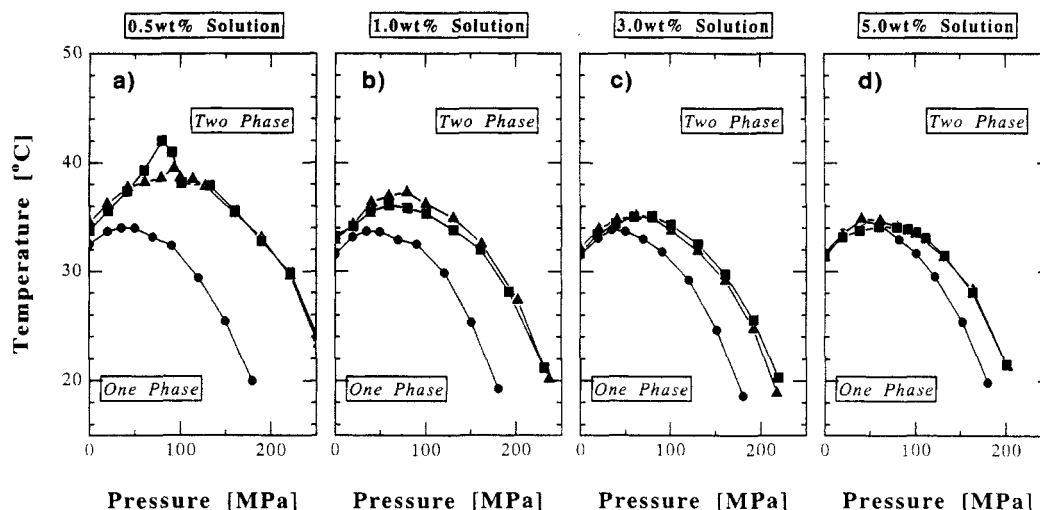 0.5wt% Solution
1.0wt% Solution
3.0wt% Solution
5.0wt% Solution
50
40
30
20
Temperature [°C]
a)
Two Phase
One Phase
b)
Two Phase
One Phase
c)
Two Phase
One Phase
d)
Two Phase
One Phase
0 100 200
0 100 200
0 100 200
0 100 200
Pressure [MPa]
Pressure [MPa]
Pressure [MPa]
Pressure [MPa]